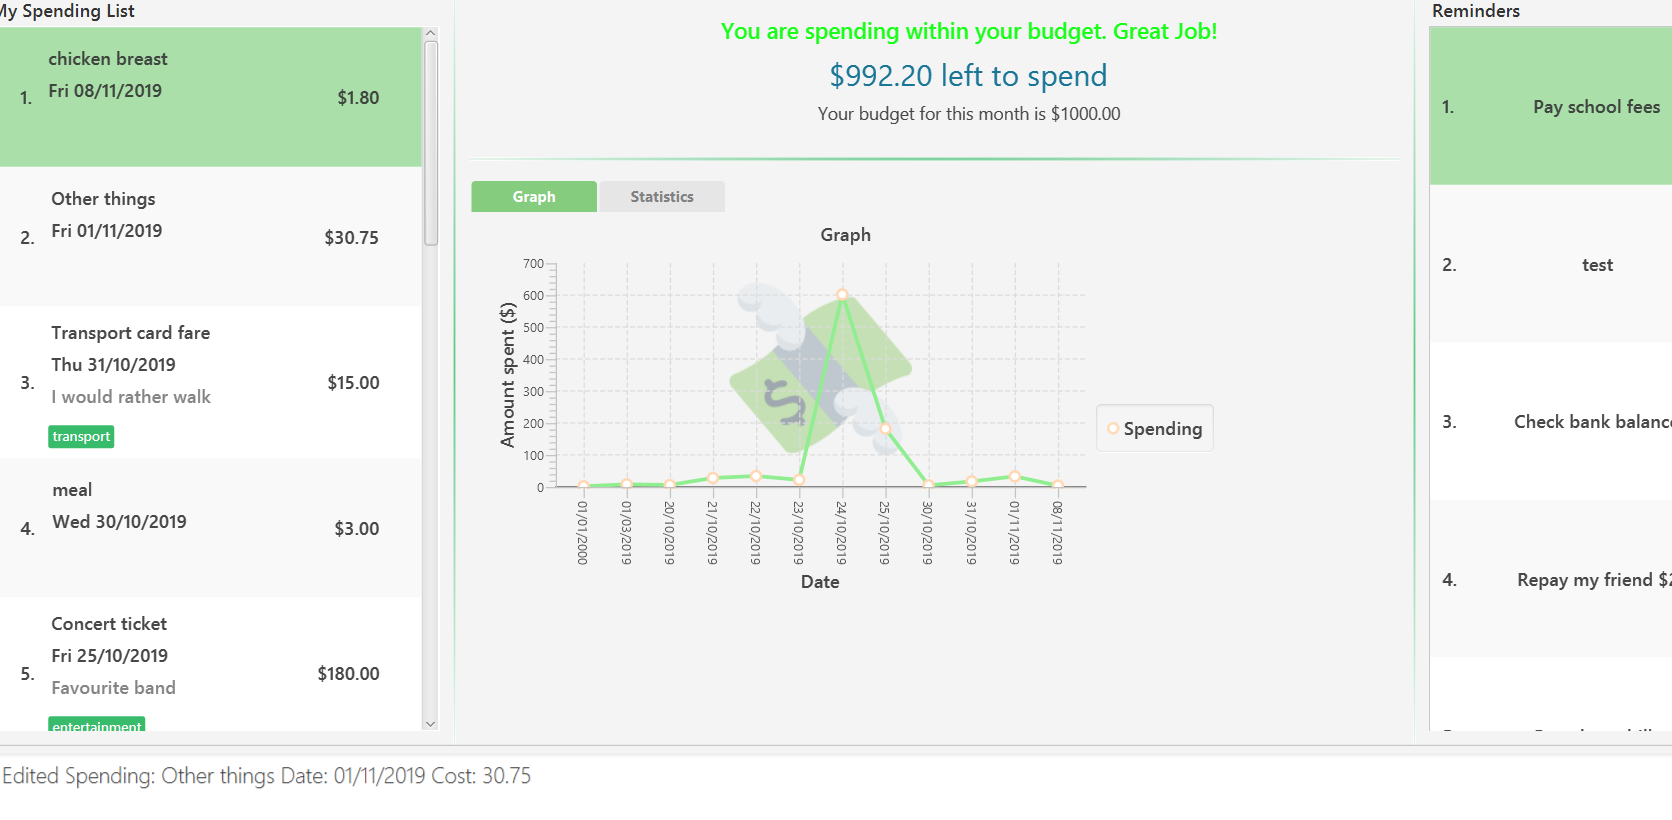 My Spending List
1.
chicken breast
Fri 08/11/2019
$1.80
2.
Other things
Fri 01/11/2019
$30.75
3.
Transport card fare
Thu 31/10/2019
I would rather walk
transport
$15.00
4.
meal
Wed 30/10/2019
$3.00
5.
Concert ticket
Fri 25/10/2019
Favourite band
entertainment
$180.00
You are spending within your budget. Great Job!
$992.20 left to spend
Your budget for this month is $1000.00
Graph
Statistics
Graph
Amount spent ($)
700
600
500
400
300
200
100
0
01/01/2000
01/03/2019
20/10/2019
21/10/2019
22/10/2019
23/10/2019
24/10/2019
25/10/2019
30/10/2019
31/10/2019
01/11/2019
08/11/2019
Date
Spending
Reminders
1. Pay school fees
2. test
3. Check bank balance
4. Repay my friend $2
Edited Spending: Other things Date: 01/11/2019 Cost: 30.75